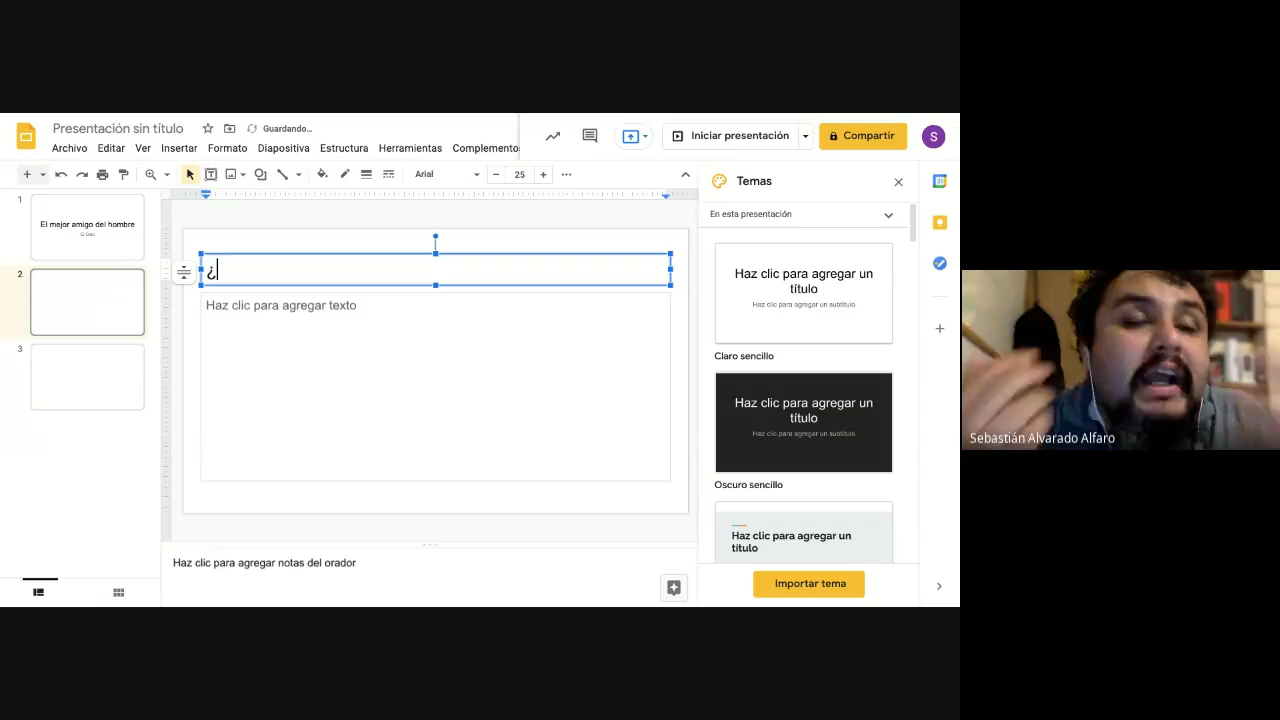 Presentación sin título
Guardando...
Archivo Editar Ver Insertar Diapositiva Estructura Herramientas Complemento
Iniciar presentación
Compartir
S
Arial
25
1
El mejor amigo del hombre
2
3
¿
Haz clic para agregar texto
Haz clic para agregar notas del orador
Temas
En esta presentación
Haz clic para agregar un
título
Haz clic para agregar un subtítulo
Claro sencillo
Haz clic para agregar un
título
Haz clic para agregar un subtítulo
Oscuro sencillo
Haz clic para agregar un
título
Importar tema
Sebastián Alvarado Alfaro